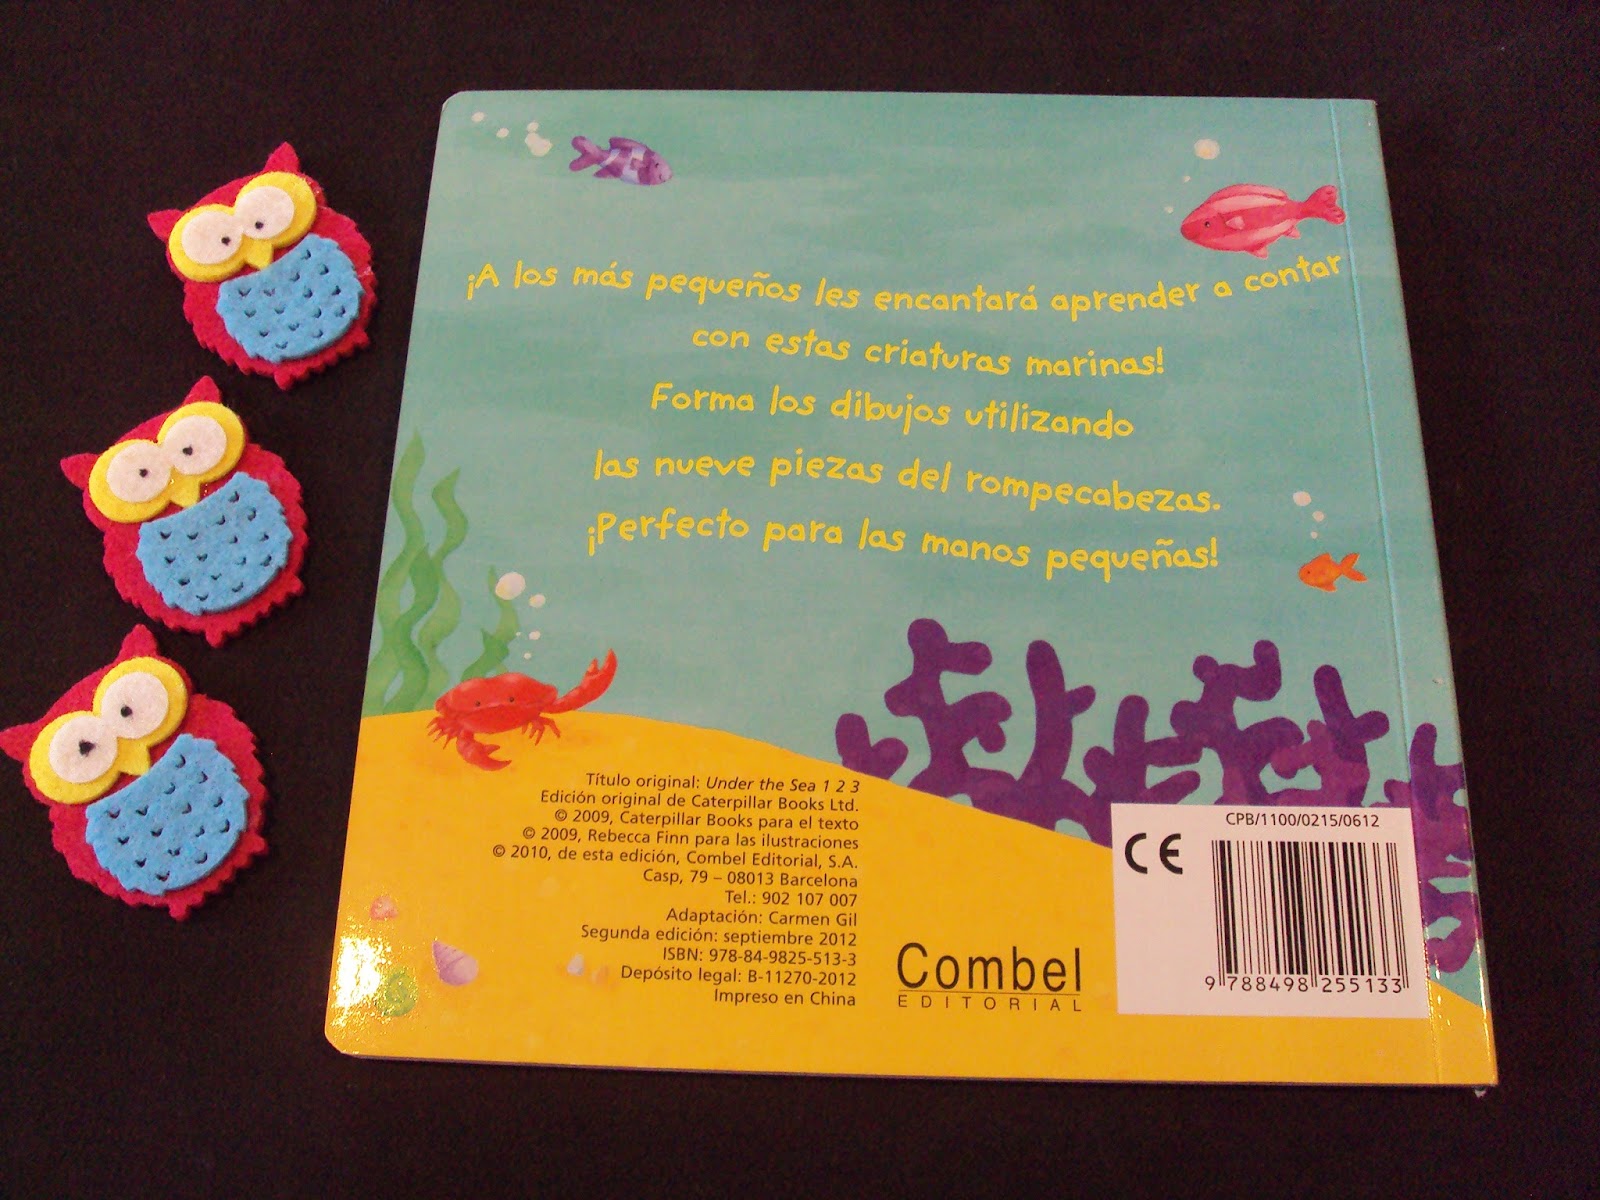 ¡A los más pequeños les encantará aprender a contar
con estas criaturas marinas!
Forma los dibujos utilizando
las nueve piezas del rompecabezas.
¡Perfecto para las manos pequeñas!
Título original: Under the Sea 1 2 3
Edición original de Caterpillar Books Ltd.
© 2009, Caterpillar Books para el texto
© 2009, Rebecca Finn para las ilustraciones
© 2010, de esta edición, Combel Editorial, S.A.
Casp, 79 – 08013 Barcelona
Tel.: 902 107 007
Adaptación: Carmen Gil
Segunda edición: septiembre 2012
ISBN: 978-84-9825-513-3
Depósito legal: B-11270-2012
Impreso en China
Combel
EDITORIAL
CE
CPB/1100/0215/0612
9 788498 255133